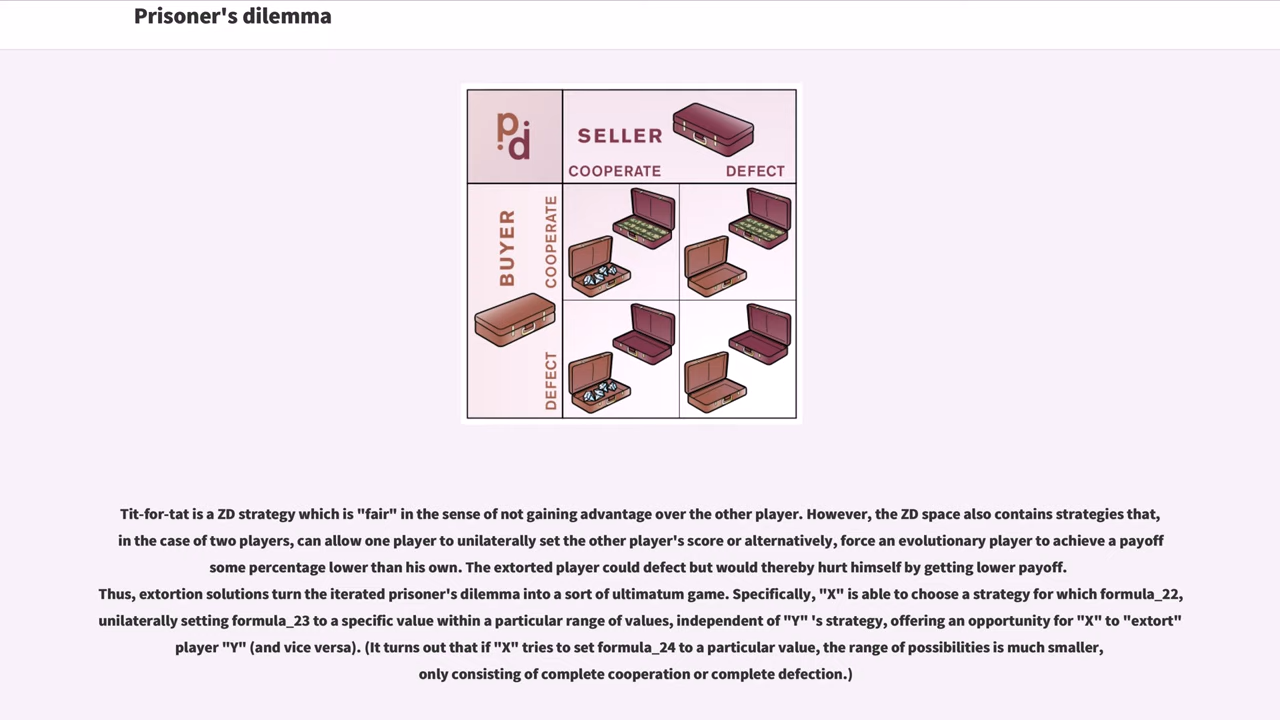 Prisoner's dilemma
pd
SELLER
COOPERATE DEFECT
BUYER
COOPERATE
DEFECT
Tit-for-tat is a ZD strategy which is "fair" in the sense of not gaining advantage over the other player. However, the ZD space also contains strategies that,
in the case of two players, can allow one player to unilaterally set the other player's score or alternatively, force an evolutionary player to achieve a payoff
some percentage lower than his own. The extorted player could defect but would thereby hurt himself by getting lower payoff.
Thus, extortion solutions turn the iterated prisoner's dilemma into a sort of ultimatum game. Specifically, "X" is able to choose a strategy for which formula_22,
unilaterally setting formula_23 to a specific value within a particular range of values, independent of "Y" 's strategy, offering an opportunity for "X" to "extort"
player "Y" (and vice versa). (It turns out that if "X" tries to set formula_24 to a particular value, the range of possibilities is much smaller,
only consisting of complete cooperation or complete defection.)